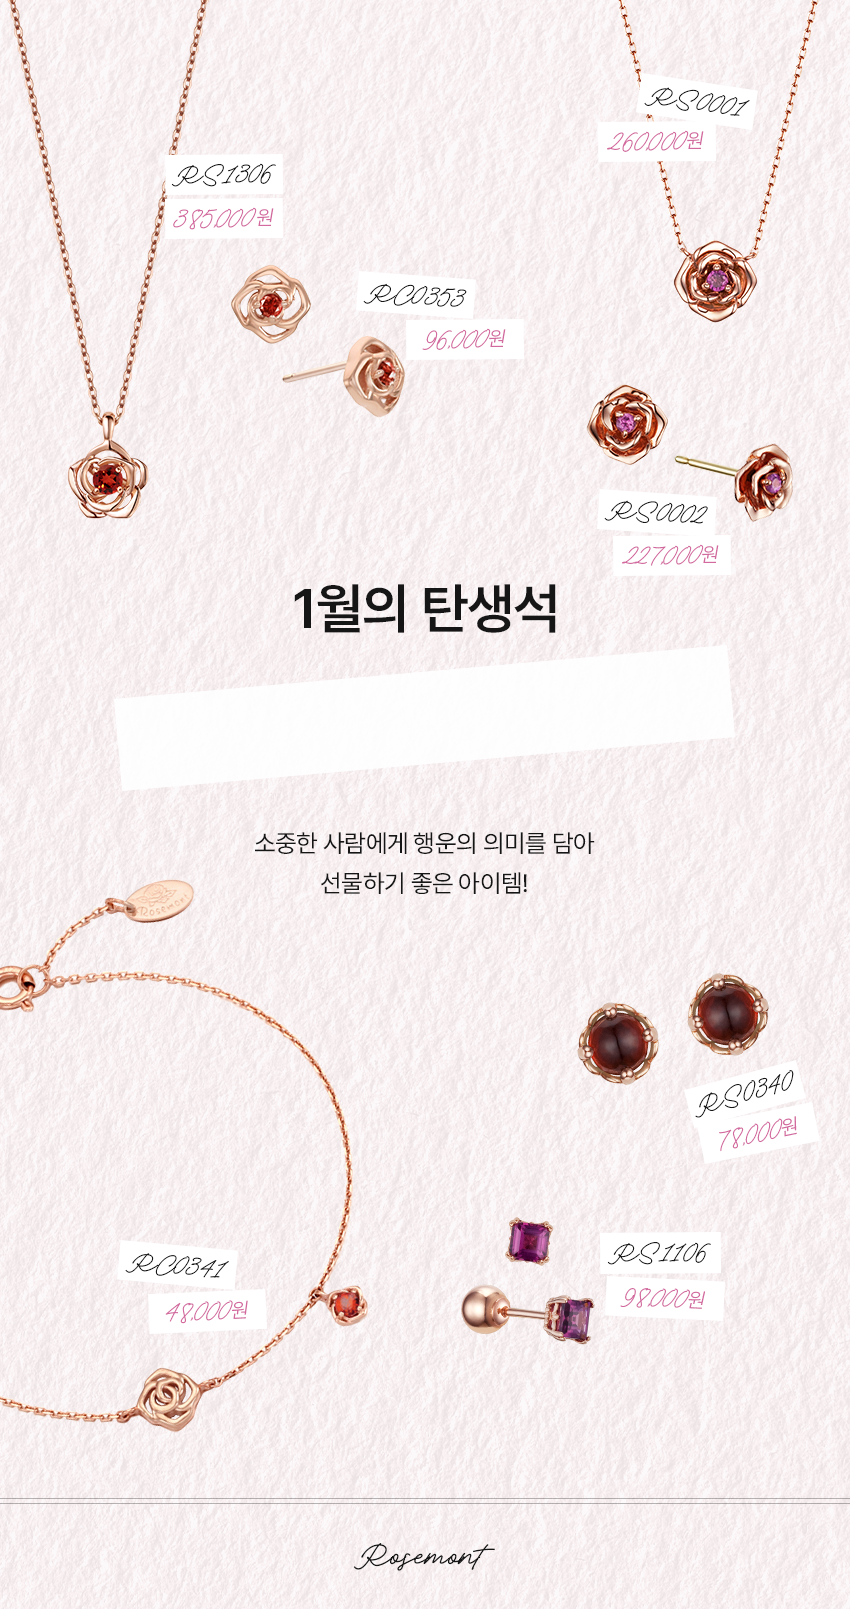 RS0001
260,000원
RS1306
385,000원
RC0353
96,000원
RS0002
227,000원
1월의 탄생석
소중한 사람에게 행운의 의미를 담아
선물하기 좋은 아이템!
Rosemont
RS0340
78,000원
RS1106
98,000원
RC0341
48,000원
Rosemont